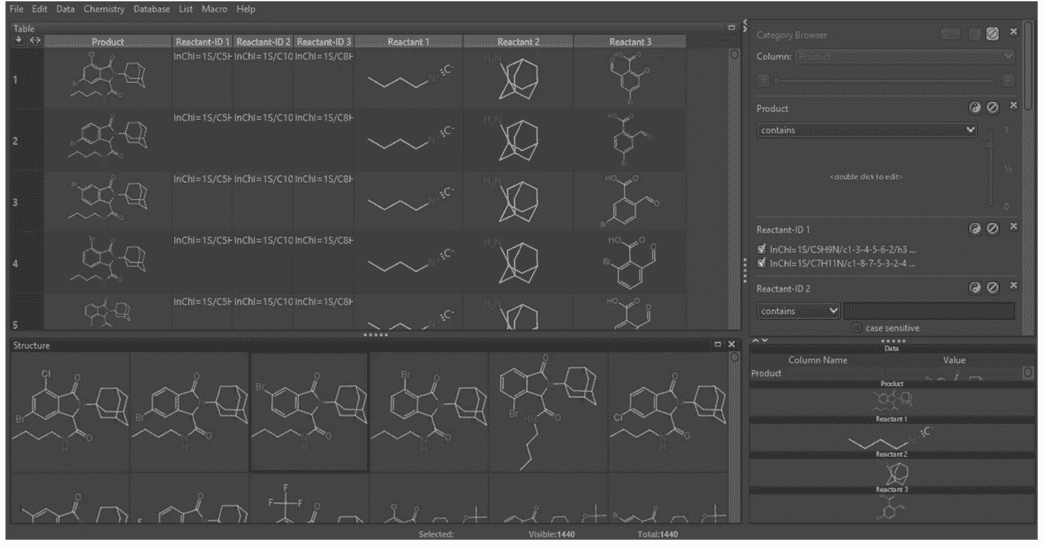 File Edit Data Chemistry Database List Macro Help
Table
Product Reactant-ID 1 Reactant-ID 2 Reactant-ID 3 Reactant 1 Reactant 2 Reactant 3
1 InChI=1S/C5H InChI=1S/C10 InChI=1S/C8H
2 InChI=1S/C5H InChI=1S/C10 InChI=1S/C8H
3 InChI=1S/C5H InChI=1S/C10 InChI=1S/C8H
4 InChI=1S/C5H InChI=1S/C10 InChI=1S/C8H
5 InChI=1S/C5H InChI=1S/C10 InChI=1S/C8H
Structure
Selected: Visible:1440 Total:1440
Category Browser
Column: Product
Product
contains
1
½
0
<double click to edit>
Reactant-ID 1
InChI=1S/C5H9N/c1-3-4-5-6-2/h3 ...
InChI=1S/C7H11N/c1-8-7-5-3-2-4 ...
Reactant-ID 2
contains
case sensitive
Data
Column Name Value
Product
Product
Reactant 1
Reactant 2
Reactant 3